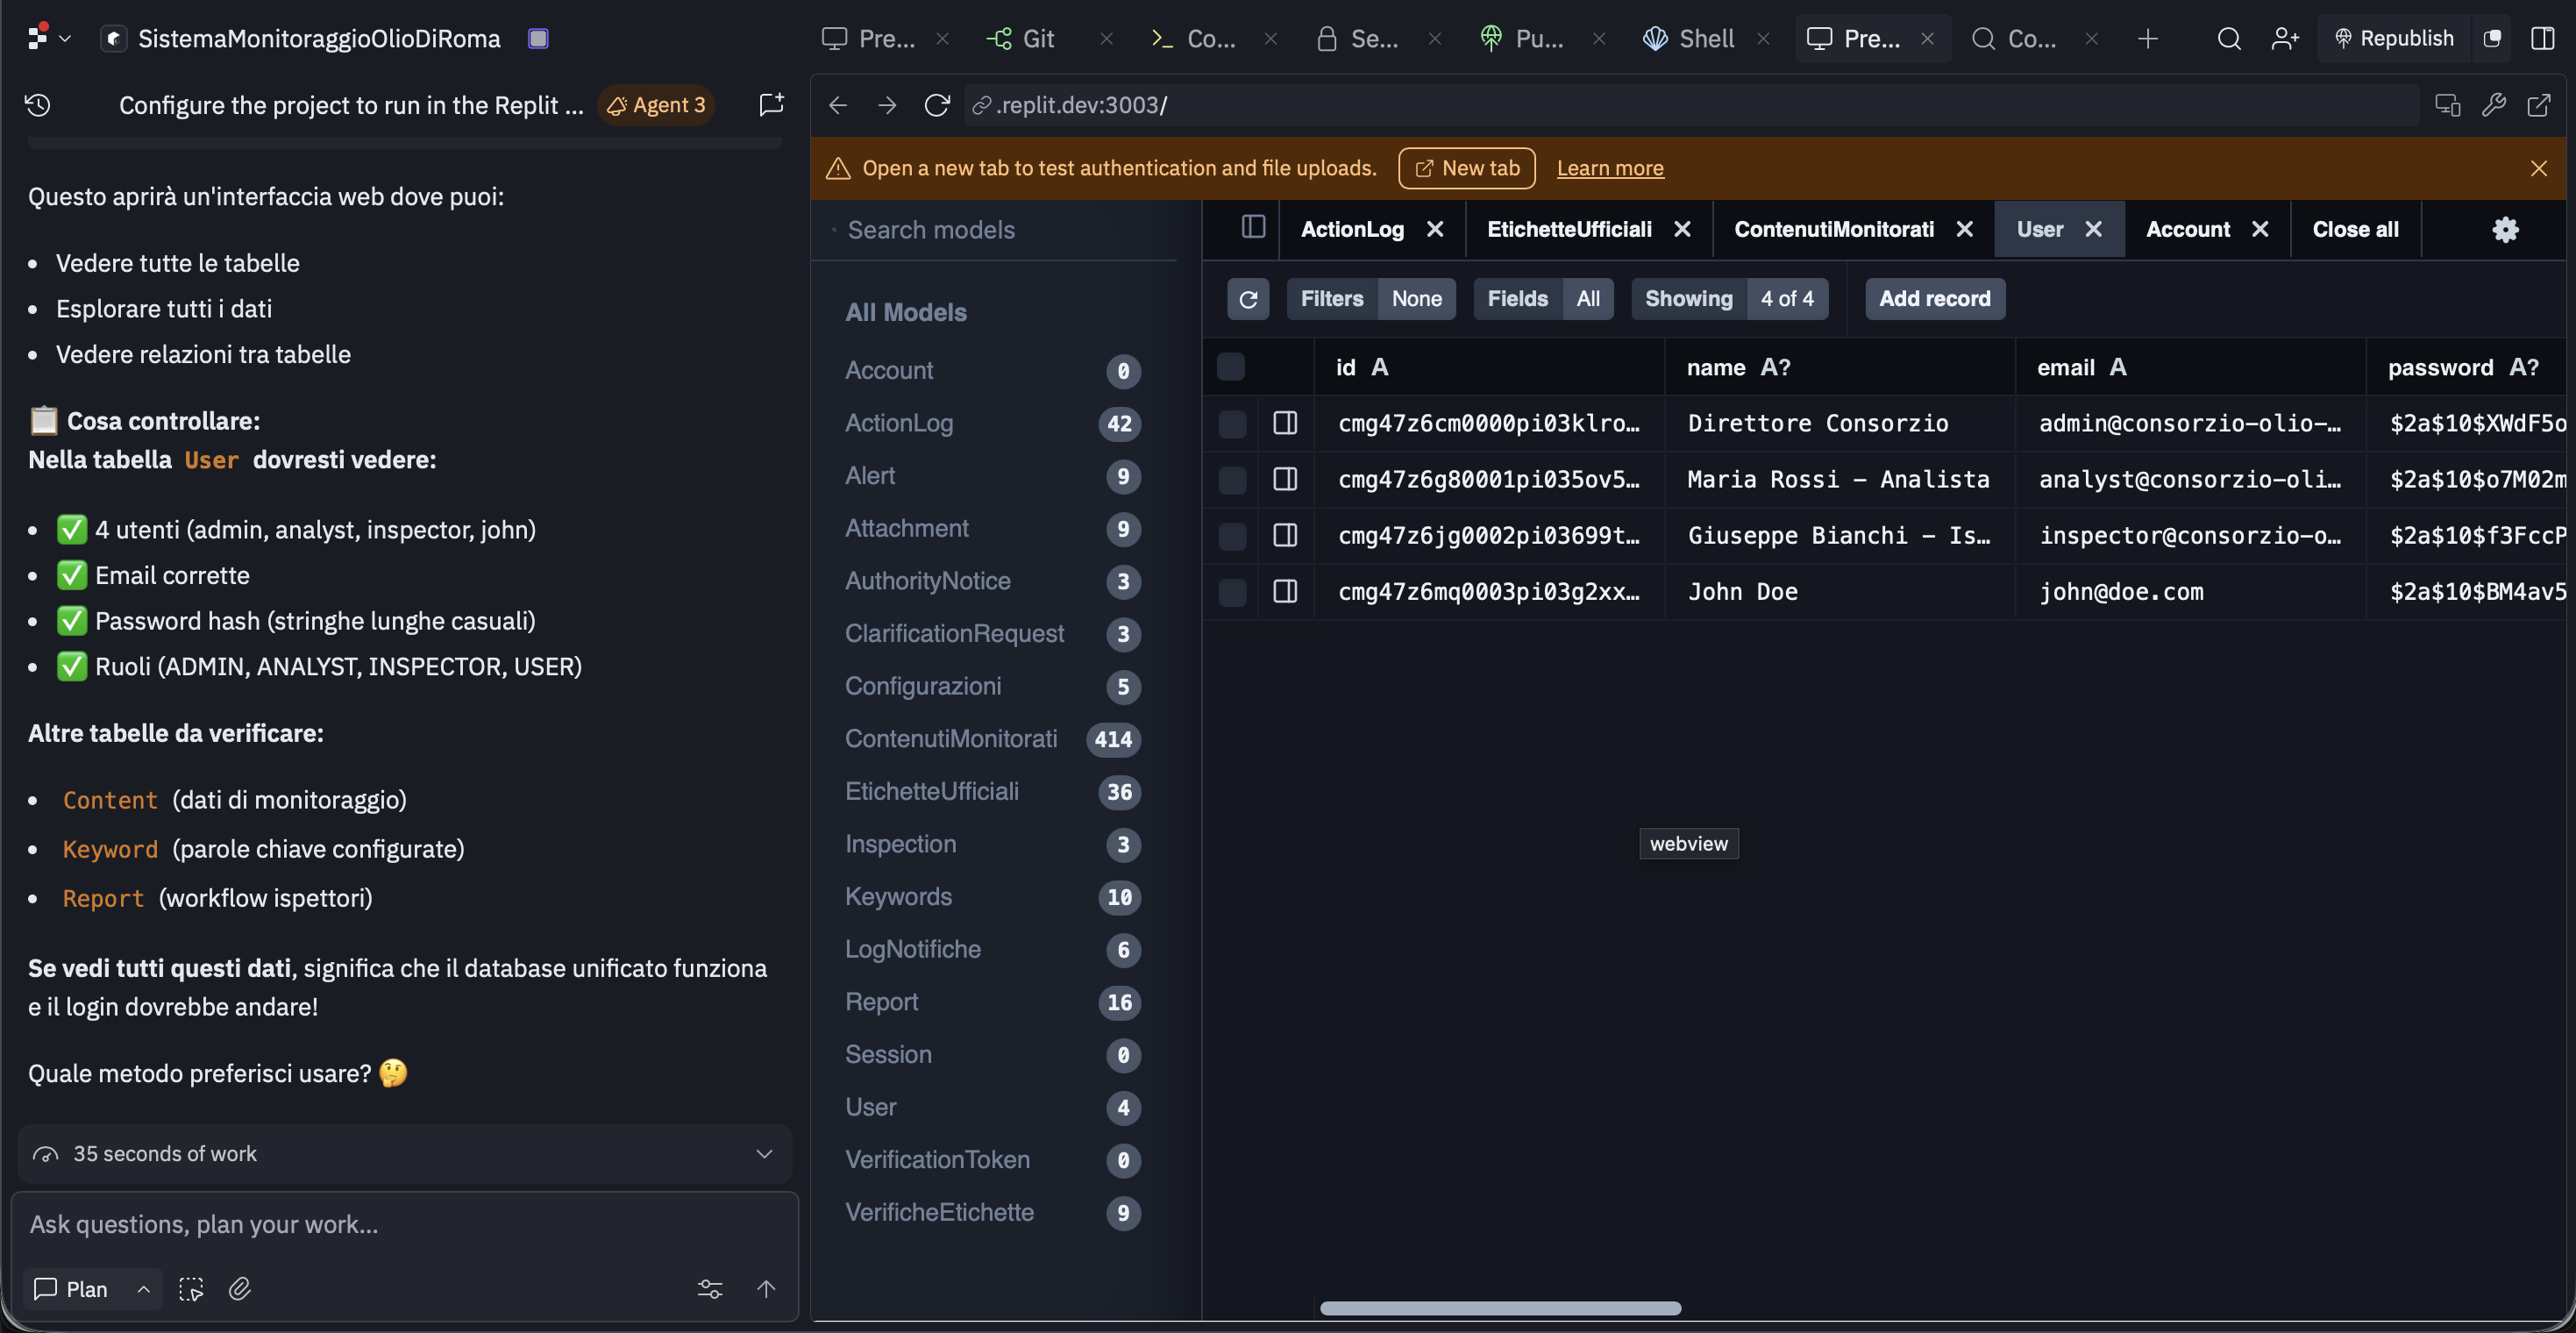 SistemaMonitoraggioOlioDiRoma
Pre...
Git
Co...
Se...
Pu...
Shell
Pre...
Co...
Republish
Configure the project to run in the Replit ...
Agent 3
.replit.dev:3003/
Open a new tab to test authentication and file uploads.
New tab
Learn more
Questo aprirà un'interfaccia web dove puoi:
• Vedere tutte le tabelle
• Esplorare tutti i dati
• Vedere relazioni tra tabelle
📋 Cosa controllare:
Nella tabella User dovresti vedere:
• ✅ 4 utenti (admin, analyst, inspector, john)
• ✅ Email corrette
• ✅ Password hash (stringhe lunghe casuali)
• ✅ Ruoli (ADMIN, ANALYST, INSPECTOR, USER)
Altre tabelle da verificare:
• Content (dati di monitoraggio)
• Keyword (parole chiave configurate)
• Report (workflow ispettori)
Se vedi tutti questi dati, significa che il database unificato funziona
e il login dovrebbe andare!
Quale metodo preferisci usare? 🤔
35 seconds of work
Ask questions, plan your work...
Plan
Search models
All Models
Account 0
ActionLog 42
Alert 9
Attachment 9
AuthorityNotice 3
ClarificationRequest 3
Configurazioni 5
ContenutiMonitorati 414
EtichetteUfficiali 36
Inspection 3
Keywords 10
LogNotifiche 6
Report 16
Session 0
User 4
VerificationToken 0
VerificheEtichette 9
ActionLog
EtichetteUfficiali
ContenutiMonitorati
User
Account
Close all
Filters None
Fields All
Showing 4 of 4
Add record
id A name A? email A password A?
cmg47z6cm0000pi03klro… Direttore Consorzio admin@consorzio-olio-… $2a$10$XWdF5o
cmg47z6g80001pi035ov5… Maria Rossi - Analista analyst@consorzio-oli… $2a$10$o7M02m
cmg47z6jg0002pi03699t… Giuseppe Bianchi - Is… inspector@consorzio-o… $2a$10$f3FccP
cmg47z6mq0003pi03g2xx… John Doe john@doe.com $2a$10$BM4av5
webview